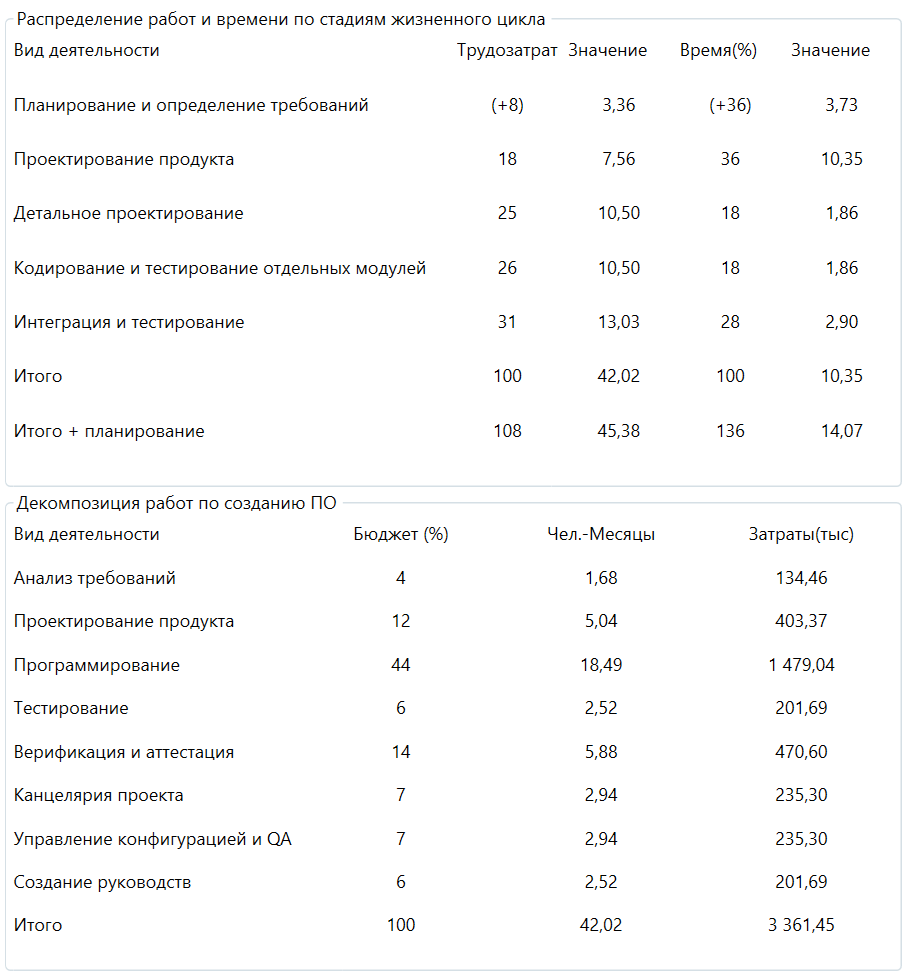 Распределение работ и времени по стадиям жизненного цикла
Вид деятельности Трудозатрат Значение Время(%) Значение
Планирование и определение требований (+8) 3,36 (+36) 3,73
Проектирование продукта 18 7,56 36 10,35
Детальное проектирование 25 10,50 18 1,86
Кодирование и тестирование отдельных модулей 26 10,50 18 1,86
Интеграция и тестирование 31 13,03 28 2,90
Итого 100 42,02 100 10,35
Итого + планирование 108 45,38 136 14,07
Декомпозиция работ по созданию ПО
Вид деятельности Бюджет (%) Чел.-Месяцы Затраты(тыс)
Анализ требований 4 1,68 134,46
Проектирование продукта 12 5,04 403,37
Программирование 44 18,49 1 479,04
Тестирование 6 2,52 201,69
Верификация и аттестация 14 5,88 470,60
Канцелярия проекта 7 2,94 235,30
Управление конфигурацией и QA 7 2,94 235,30
Создание руководств 6 2,52 201,69
Итого 100 42,02 3 361,45